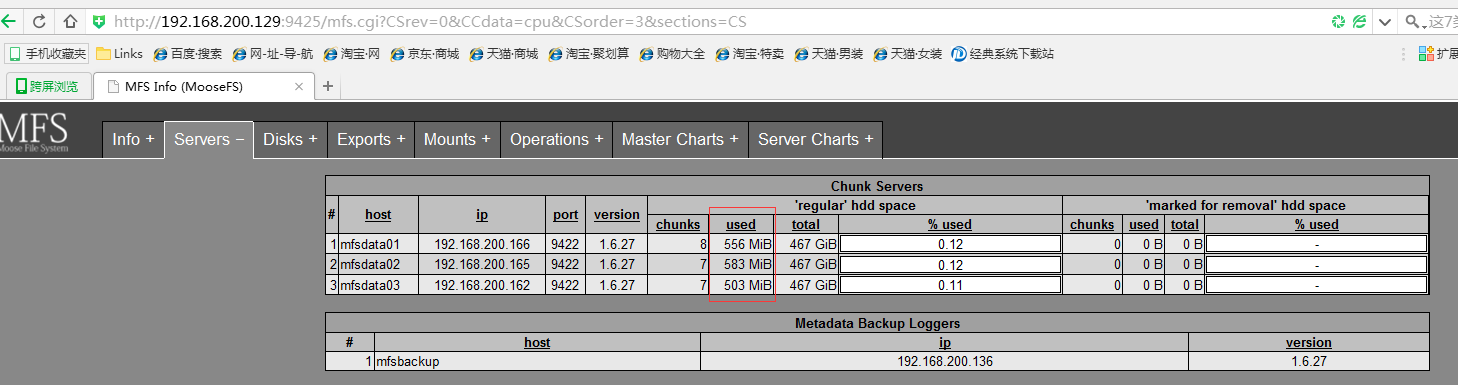 http://192.168.200.129:9425/mfs.cgi?CSrev=0&CCdata=cpu&CSorder=3&sections=CS 这7类
手机收藏夹 Links 百度·搜索 网·址·导·航 淘宝·网 京东·商城 天猫·商城 淘宝·聚划算 购物大全 淘宝·特卖 天猫·男装 天猫·女装 经典系统下载站 扩展
跨屏浏览 MFS Info (MooseFS) × +
MFS
Moose File System
Info + Servers − Disks + Exports + Mounts + Operations + Master Charts + Server Charts +
Chunk Servers
# host ip port version 'regular' hdd space 'marked for removal' hdd space
chunks used total % used chunks used total % used
1 mfsdata01 192.168.200.166 9422 1.6.27 8 556 MiB 467 GiB 0.12 0 0 B 0 B -
2 mfsdata02 192.168.200.165 9422 1.6.27 7 583 MiB 467 GiB 0.12 0 0 B 0 B -
3 mfsdata03 192.168.200.162 9422 1.6.27 7 503 MiB 467 GiB 0.11 0 0 B 0 B -
Metadata Backup Loggers
# host ip version
1 mfsbackup 192.168.200.136 1.6.27